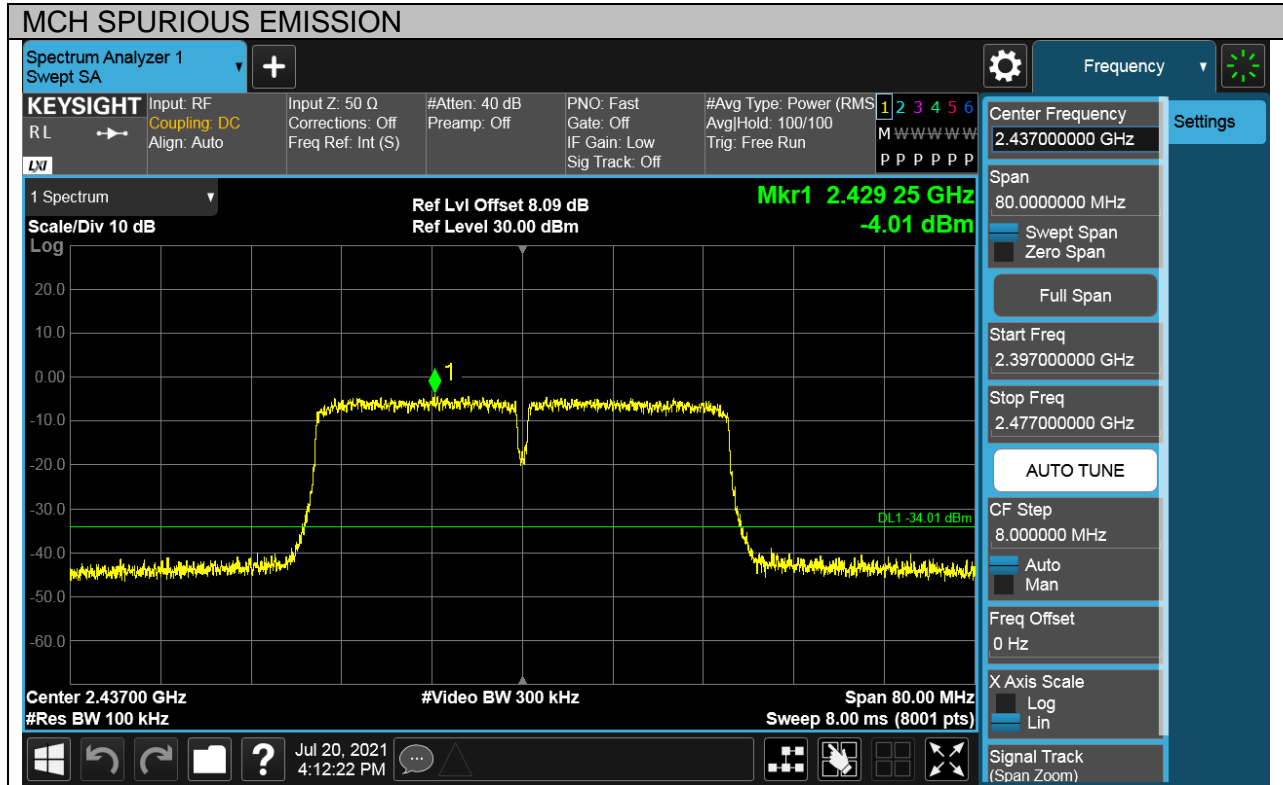 MCH SPURIOUS EMISSION
Spectrum Analyzer 1
Swept SA
+
Frequency
KEYSIGHT
R L
LXI
Input: RF
Coupling: DC
Align: Auto
Input Z: 50 Ω
Corrections: Off
Freq Ref: Int (S)
#Atten: 40 dB
Preamp: Off
PNO: Fast
Gate: Off
IF Gain: Low
Sig Track: Off
#Avg Type: Power (RMS
Avg|Hold: 100/100
Trig: Free Run
1 2 3 4 5 6
M W W W W W
P P P P P P
1 Spectrum
Scale/Div 10 dB
Ref Lvl Offset 8.09 dB
Ref Level 30.00 dBm
Mkr1 2.429 25 GHz
-4.01 dBm
Log
20.0
10.0
0.00
-10.0
-20.0
-30.0
-40.0
-50.0
-60.0
1
DL1 -34.01 dBm
Center 2.43700 GHz
#Res BW 100 kHz
#Video BW 300 kHz
Span 80.00 MHz
Sweep 8.00 ms (8001 pts)
?
Jul 20, 2021
4:12:22 PM
Center Frequency
2.437000000 GHz
Settings
Span
80.0000000 MHz
Swept Span
Zero Span
Full Span
Start Freq
2.397000000 GHz
Stop Freq
2.477000000 GHz
AUTO TUNE
CF Step
8.000000 MHz
Auto
Man
Freq Offset
0 Hz
X Axis Scale
Log
Lin
Signal Track
(Span Zoom)